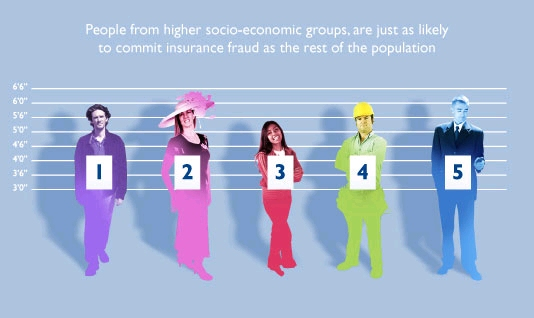 People from higher socio-economic groups, are just as likely
to commit insurance fraud as the rest of the population
6'6"
6'0"
5'6"
5'0"
4'6"
4'0"
3'6"
3'0"
1 2 3 4 5